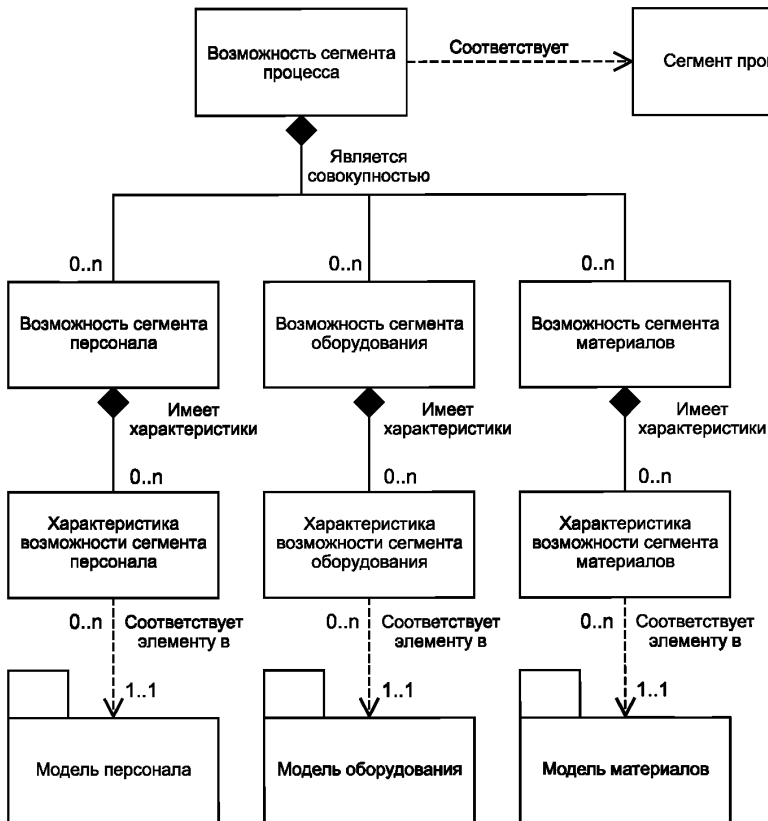 Возможность сегмента
процесса
Соответствует
Сегмент
Является
совокупностью
0..n
0..n
0..n
Возможность сегмента
персонала
Возможность сегмента
оборудования
Возможность сегмента
материалов
Имеет
характеристики
Имеет
характеристики
Имеет
характеристики
0..n
0..n
0..n
Характеристика
возможности сегмента
персонала
Характеристика
возможности сегмента
оборудования
Характеристика
возможности сегмента
материалов
0..n
Соответствует
элементу в
0..n
Соответствует
элементу в
0..n
Соответствует
элементу в
1..1
1..1
1..1
Модель персонала
Модель оборудования
Модель материалов